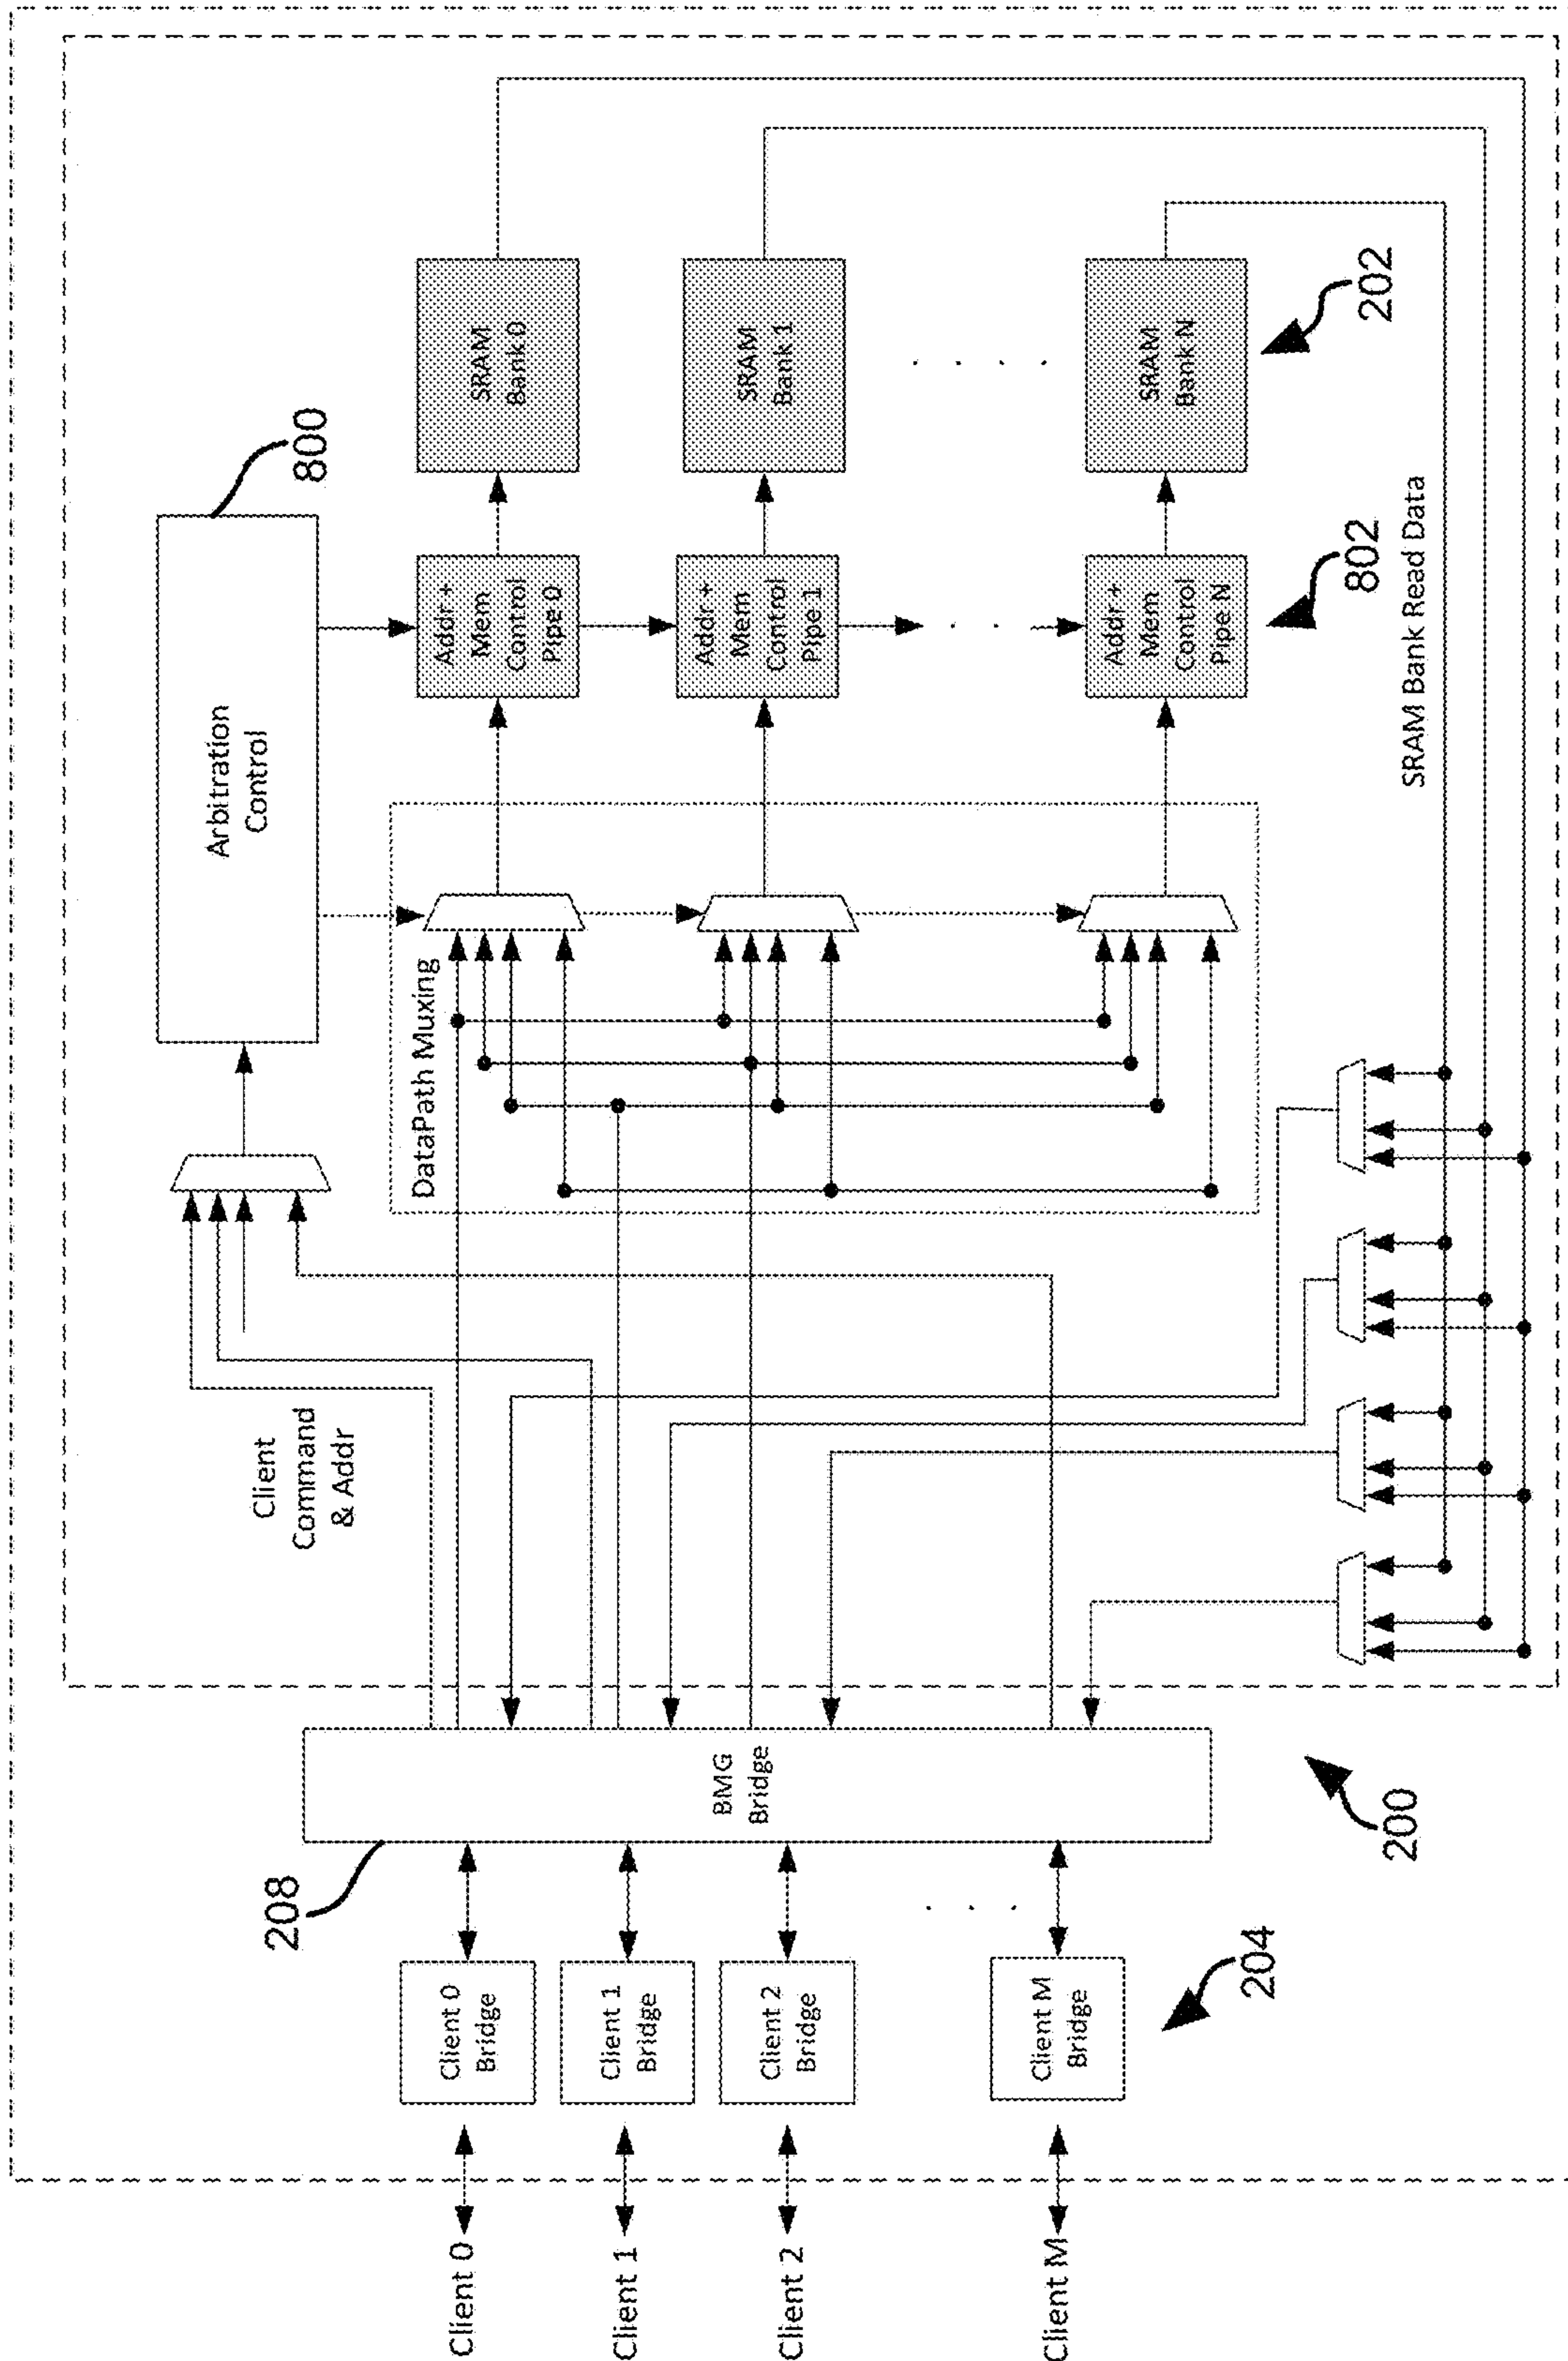 800
Arbitration
Control
Client
Command
& Addr
DataPath Muxing
Addr +
Mem
Control
Pipe 0
SRAM
Bank 0
Addr +
Mem
Control
Pipe 1
SRAM
Bank 1
Addr +
Mem
Control
Pipe N
SRAM
Bank N
802
202
SRAM Bank Read Data
208
BMG
Bridge
200
Client 0
Bridge
Client 1
Bridge
Client 2
Bridge
Client M
Bridge
204
Client 0
Client 1
Client 2
Client M